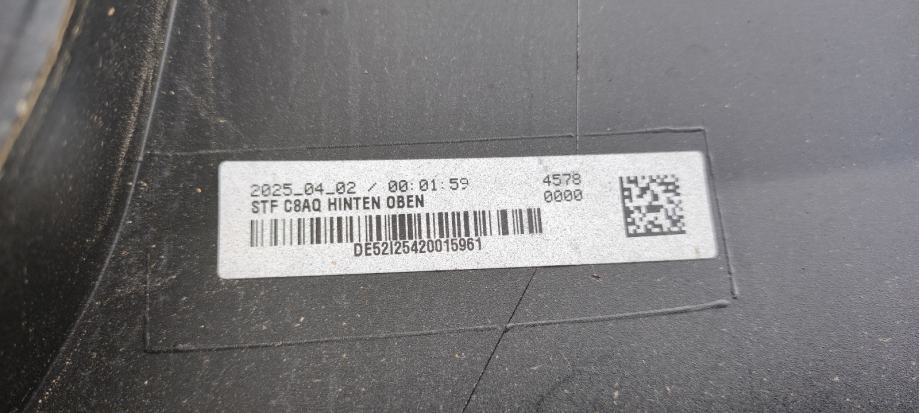 2025_04_02 / 00:01:59 4578
STF C8AQ HINTEN OBEN 0000
DE52I25420015961